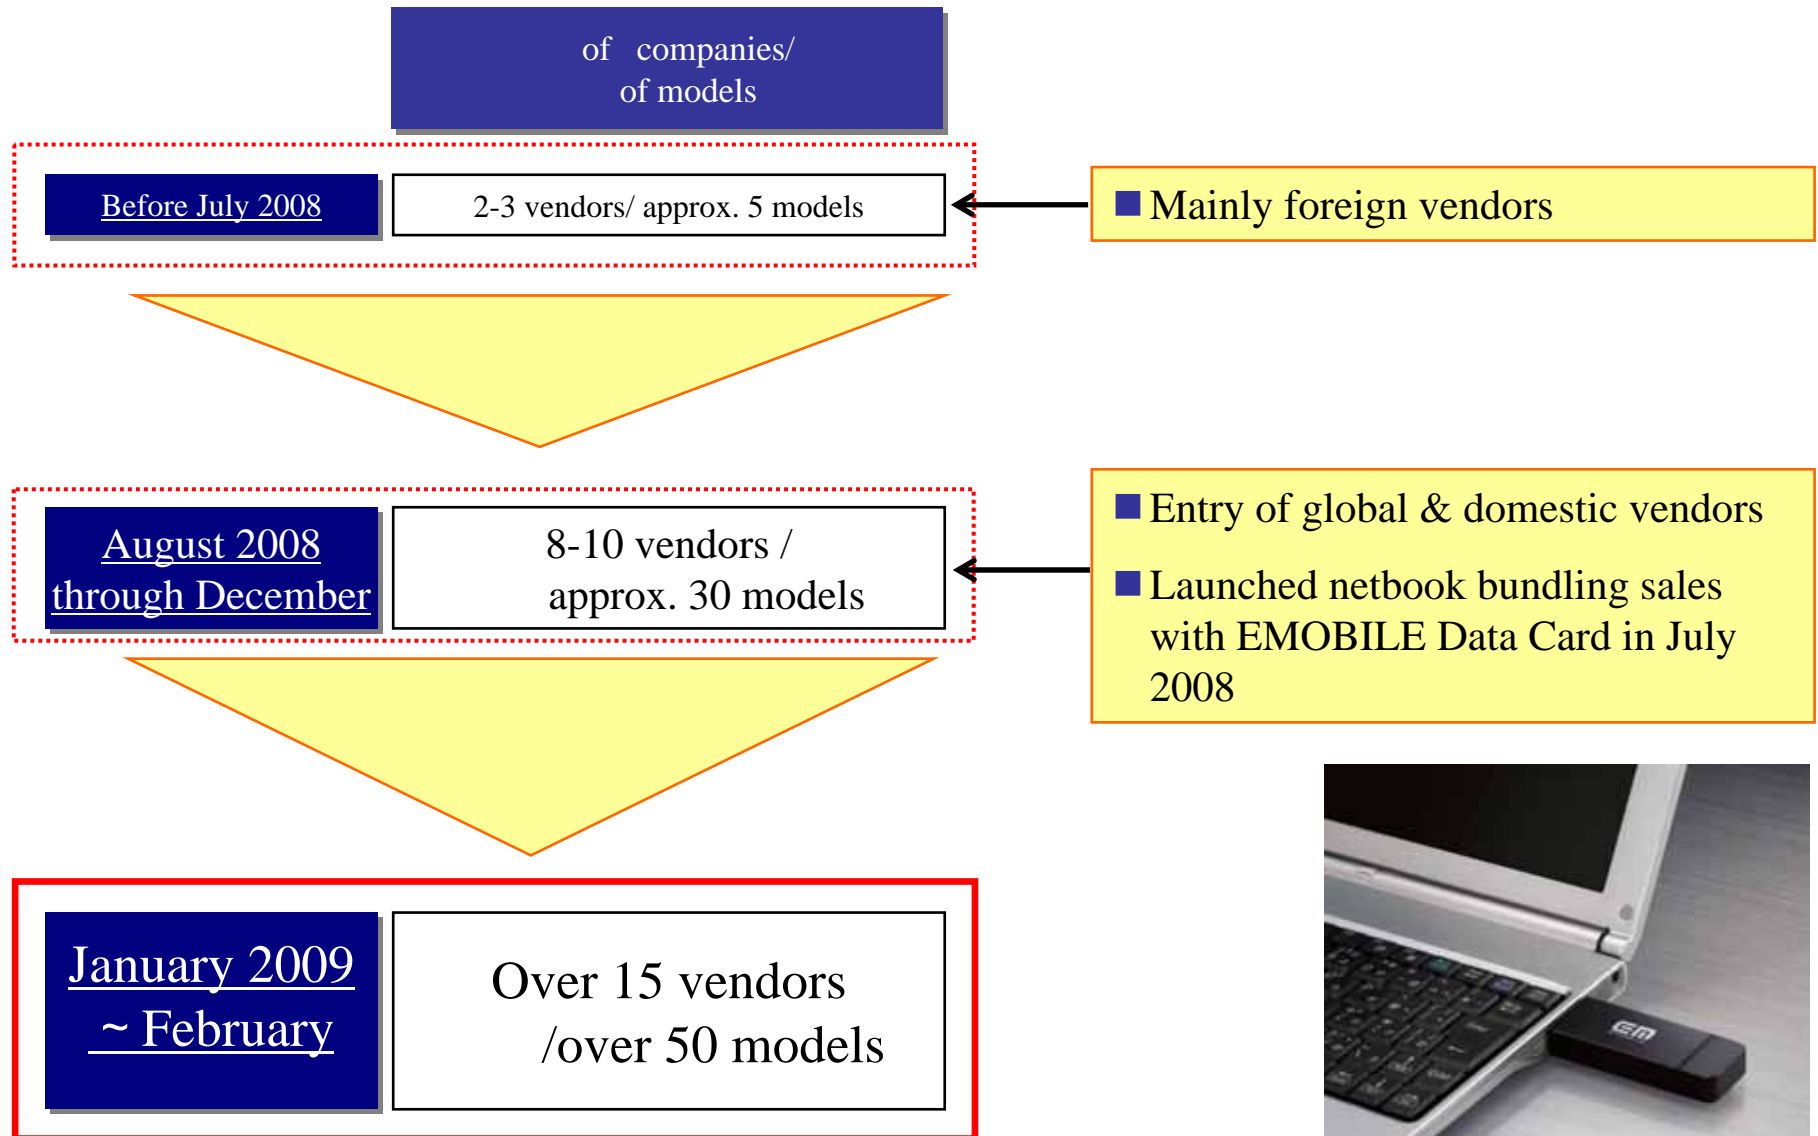 of companies/
of models
Before July 2008
2-3 vendors/ approx. 5 models
Mainly foreign vendors
August 2008
through December
8-10 vendors /
approx. 30 models
Entry of global & domestic vendors
Launched netbook bundling sales
with EMOBILE Data Card in July
2008
January 2009
~ February
Over 15 vendors
/over 50 models
EM